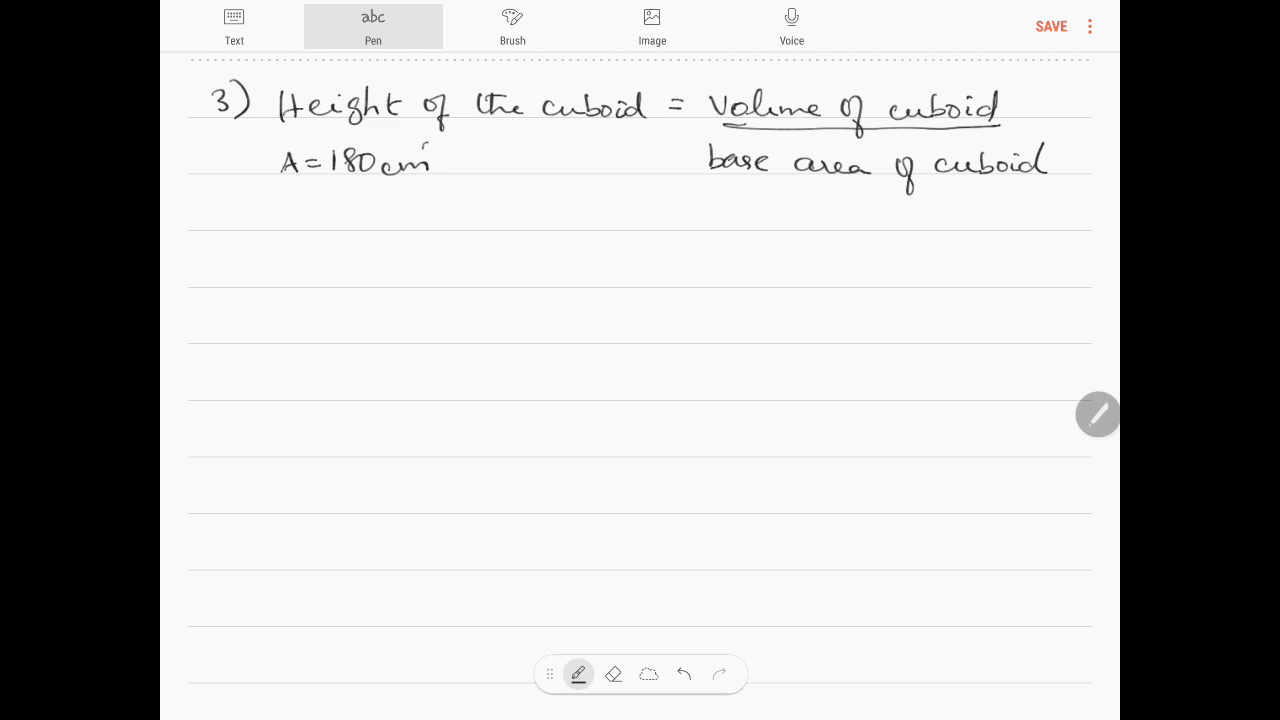 Text
abc
Pen
Brush
Image
Voice
SAVE
3) Height of the cuboid = Volume of cuboid
A = 180 cm
base area of cuboid